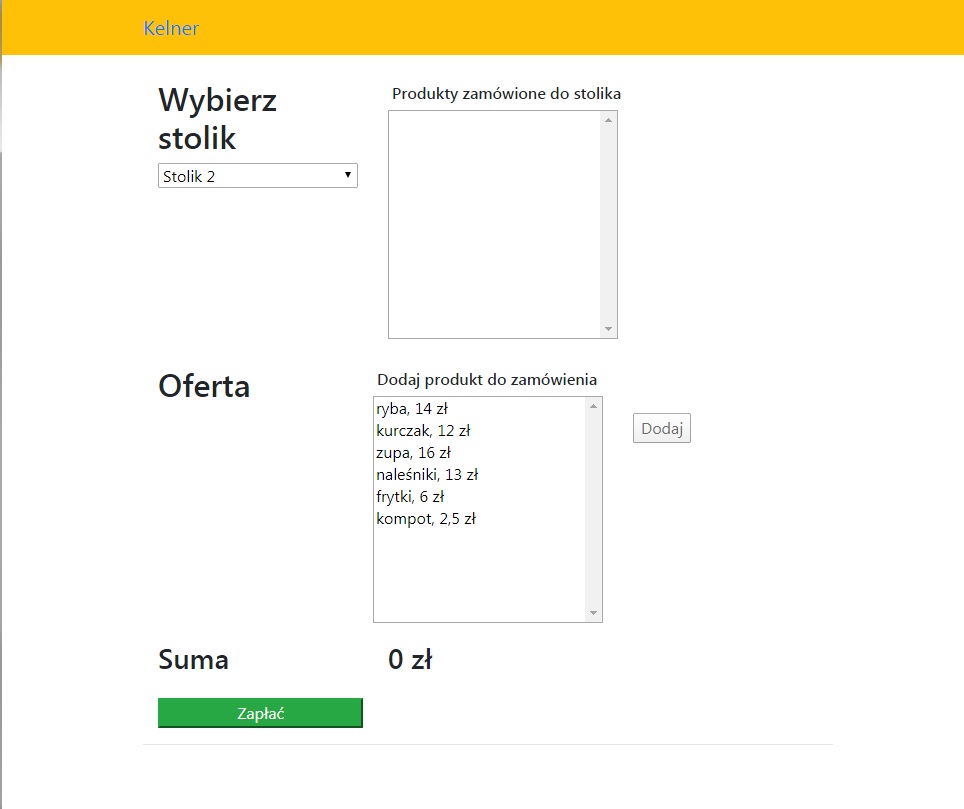 Kelner
Wybierz
stolik
Produkty zamówione do stolika
Stolik 2
Oferta
Dodaj produkt do zamówienia
ryba, 14 zł
kurczak, 12 zł
zupa, 16 zł
naleśniki, 13 zł
frytki, 6 zł
kompot, 2,5 zł
Dodaj
Suma
0 zł
Zapłać